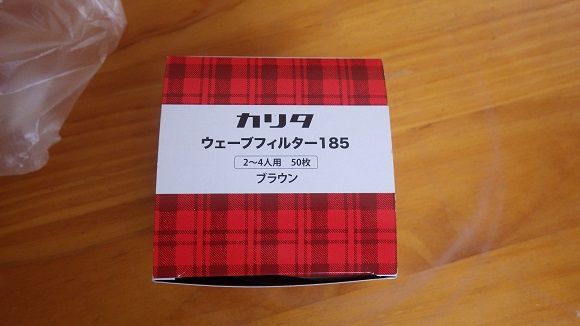 カリタ
ウェーブフィルター185
2〜4人用 50枚
ブラウン